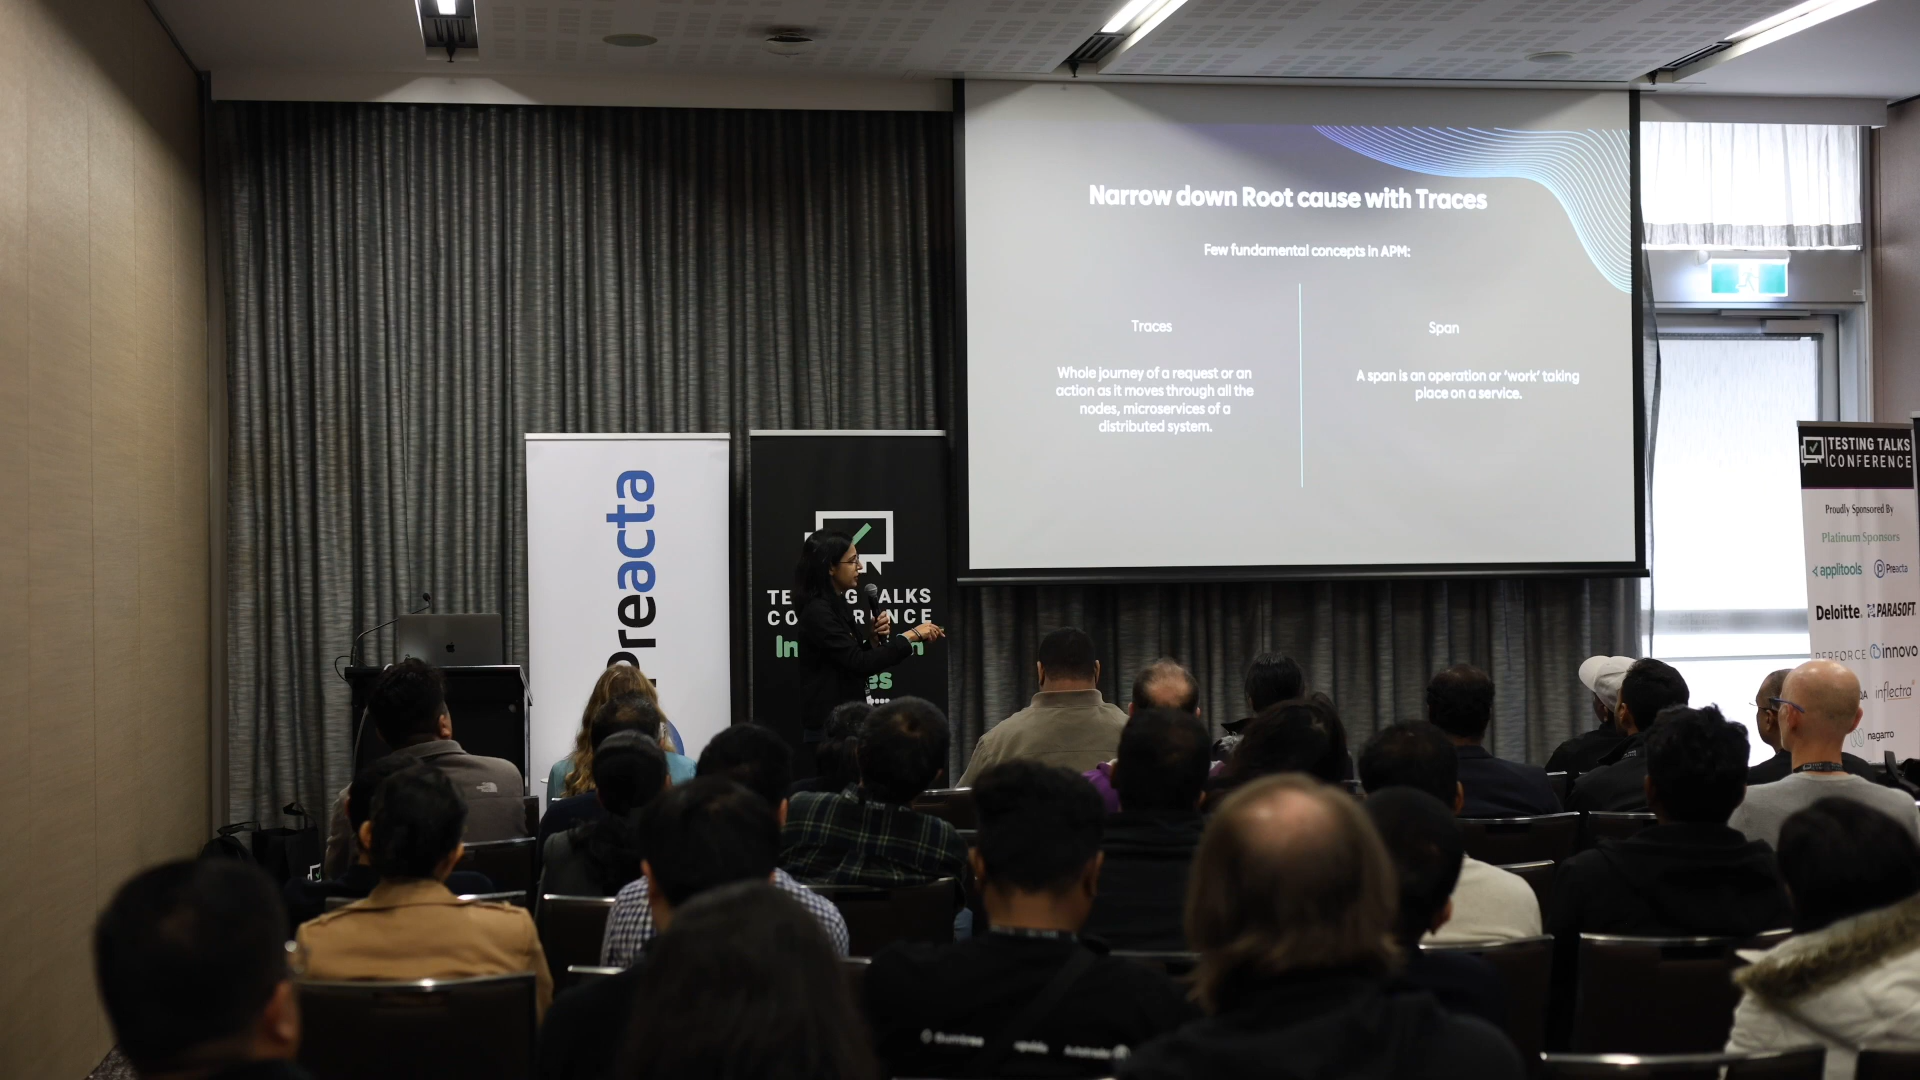 Narrow down Root cause with Traces
Few fundamental concepts in APM:
Traces
Whole journey of a request or an
action as it moves through all the
nodes, microservices of a
distributed system.
Span
A span is an operation or ‘work’ taking
place on a service.
Preacta
TESTING TALKS
CONFERENCE
Proudly Sponsored By
Platinum Sponsors
applitools Preacta
Deloitte. PARASOFT
PERFORCE innovo
inflectra
nagarro